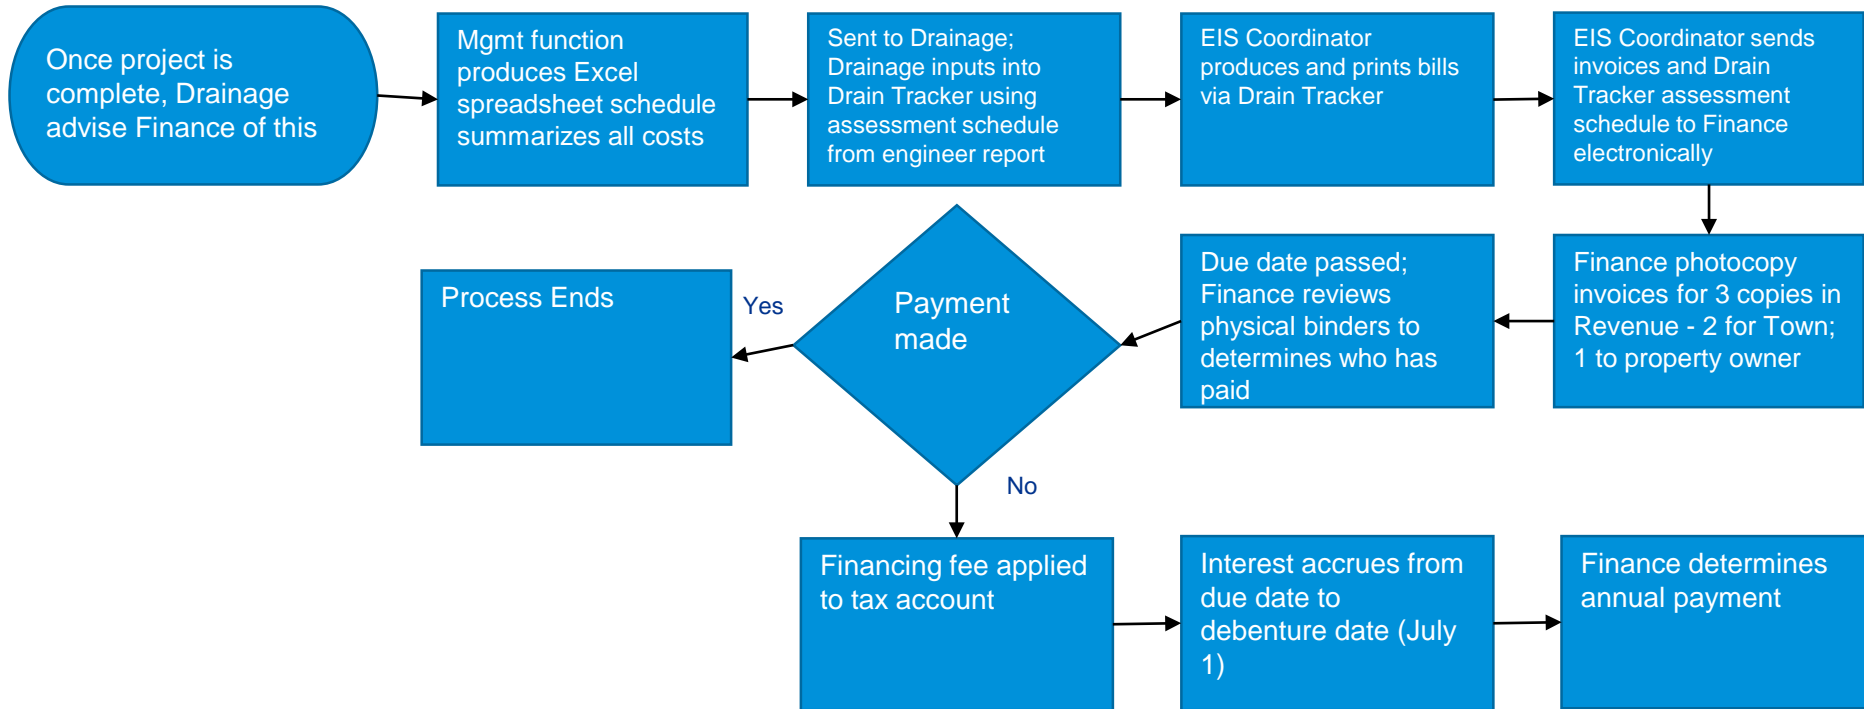 Once project is
complete, Drainage
advise Finance of this
Mgmt function
produces Excel
spreadsheet schedule
summarizes all costs
Sent to Drainage;
Drainage inputs into
Drain Tracker using
assessment schedule
from engineer report
EIS Coordinator
produces and prints bills
via Drain Tracker
EIS Coordinator sends
invoices and Drain
Tracker assessment
schedule to Finance
electronically
Finance photocopy
invoices for 3 copies in
Revenue - 2 for Town;
1 to property owner
Due date passed;
Finance reviews
physical binders to
determines who has
paid
Payment
made
Yes
Process Ends
No
Financing fee applied
to tax account
Interest accrues from
due date to
debenture date (July
1)
Finance determines
annual payment